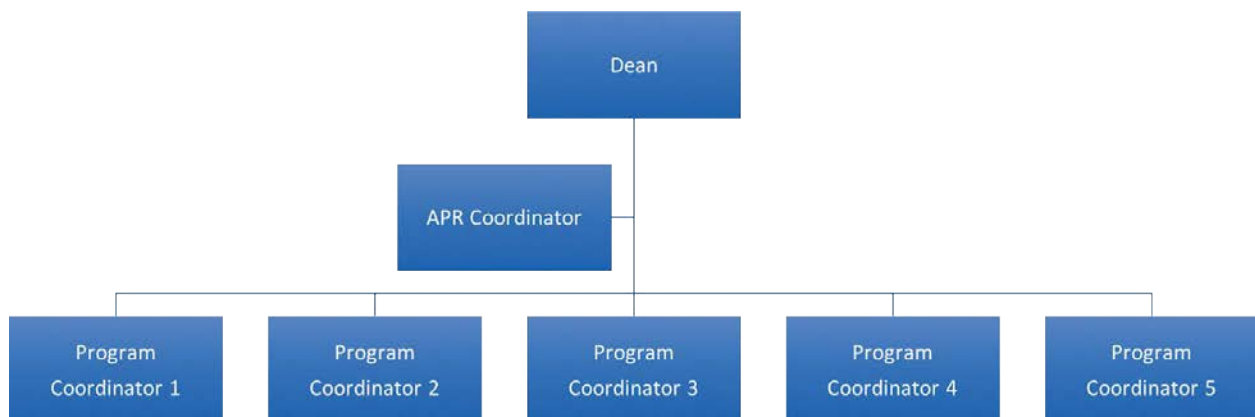 Dean
APR Coordinator
Program
Coordinator 1
Program
Coordinator 2
Program
Coordinator 3
Program
Coordinator 4
Program
Coordinator 5